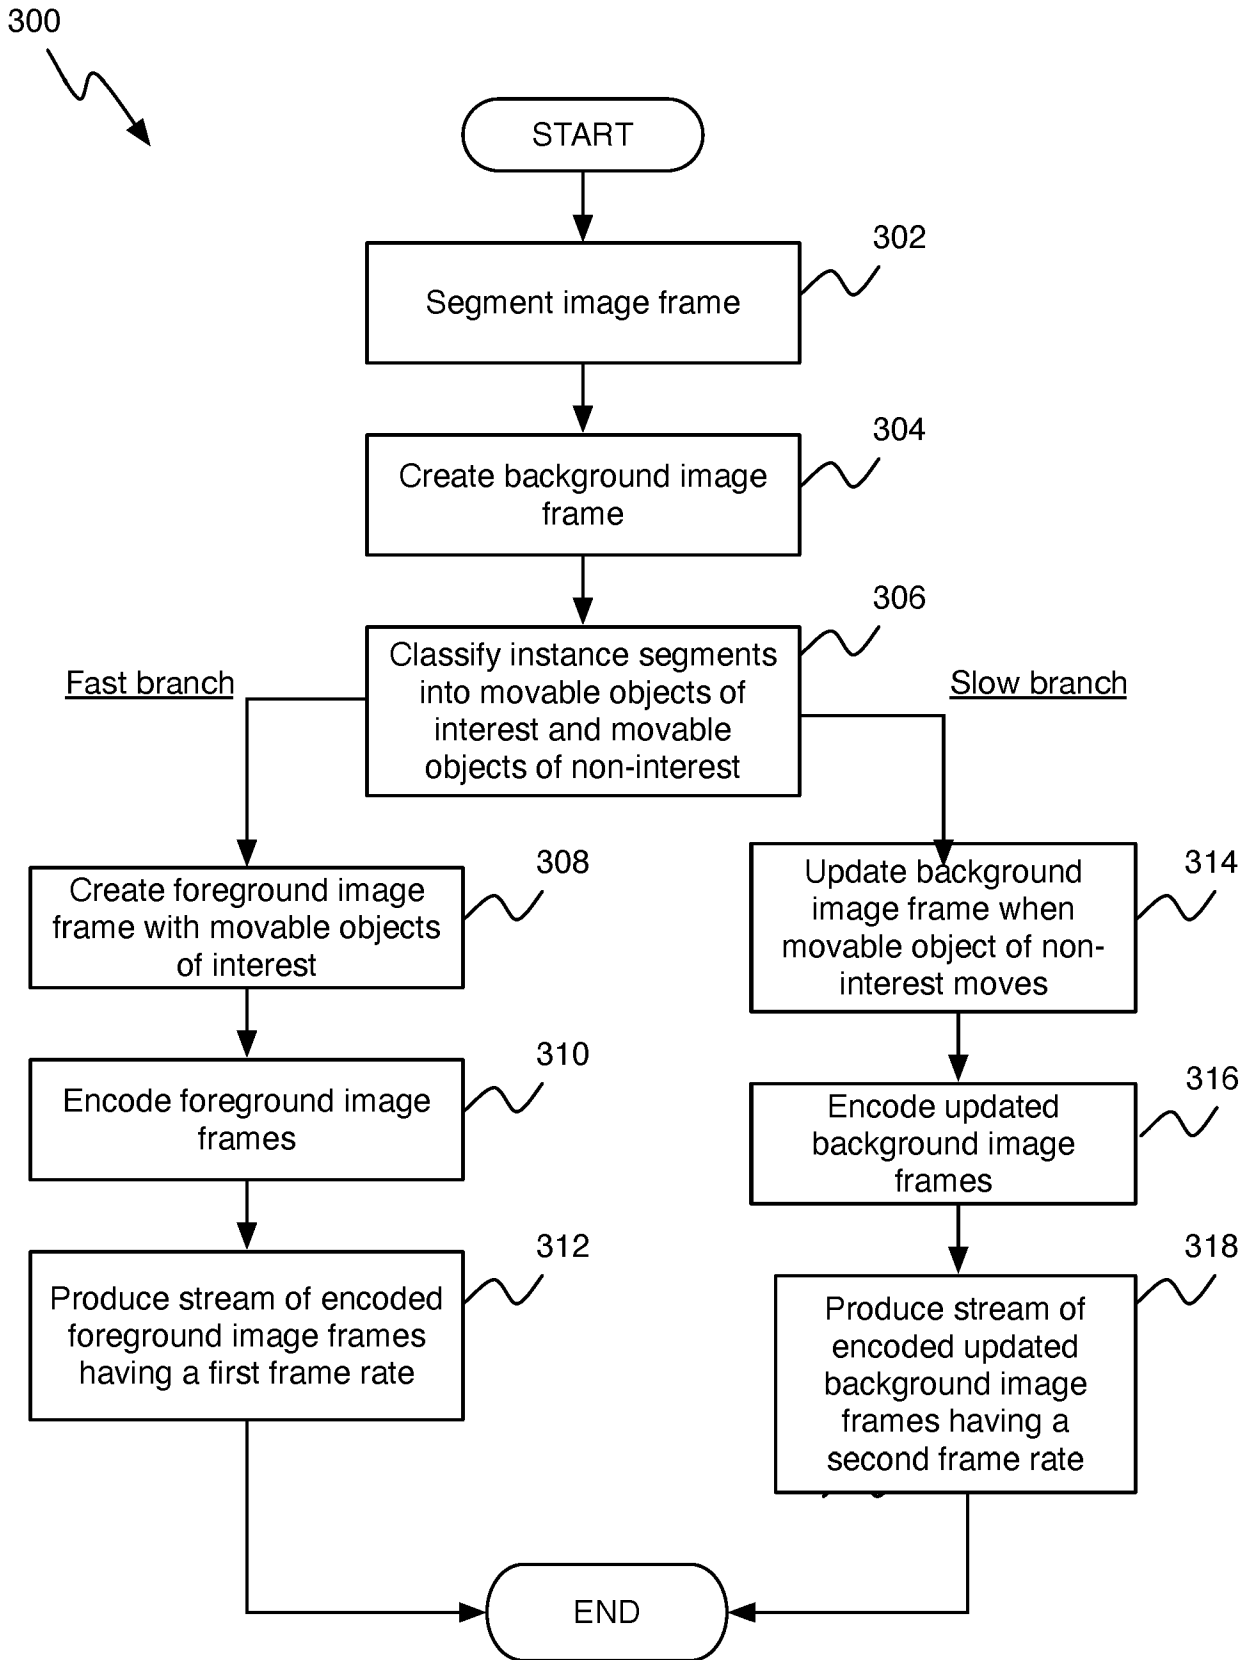 300
START
302
Segment image frame
304
Create background image
frame
306
Classify instance segments
into movable objects of
interest and movable
objects of non-interest
Fast branch
Slow branch
308
Create foreground image
frame with movable objects
of interest
310
Encode foreground image
frames
312
Produce stream of encoded
foreground image frames
having a first frame rate
314
Update background
image frame when
movable object of non-
interest moves
316
Encode updated
background image
frames
318
Produce stream of
encoded updated
background image
frames having a
second frame rate
END